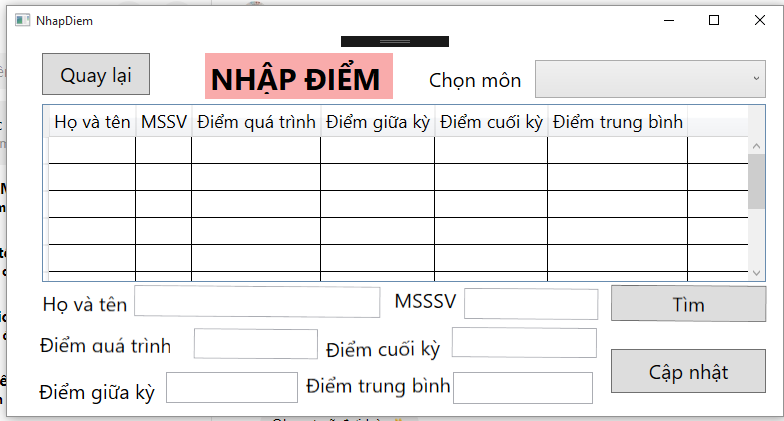 NhapDiem
Quay lại
NHẬP ĐIỂM
Chọn môn
Họ và tên MSSV Điểm quá trình Điểm giữa kỳ Điểm cuối kỳ Điểm trung bình
Họ và tên MSSSV Tìm
Điểm quá trình Điểm cuối kỳ
Cập nhật
Điểm giữa kỳ Điểm trung bình